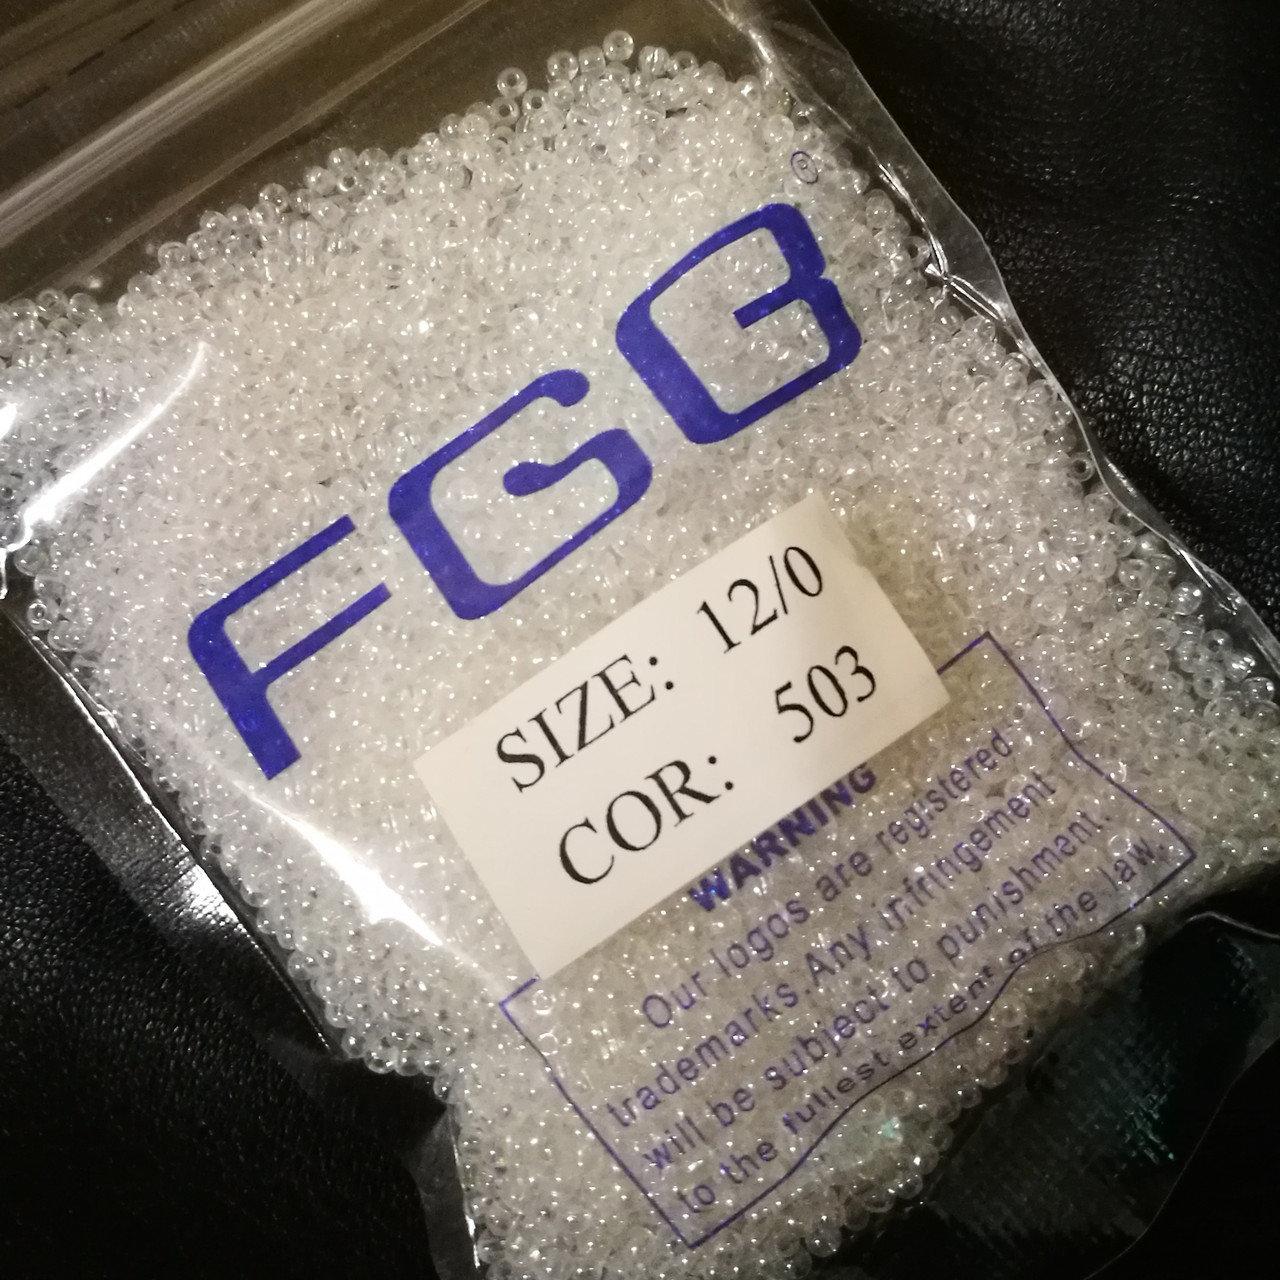 ®
FGB
SIZE: 12/0
COR: 503
WARNING
Our logos are registered
trademarks.Any infringement
will be subject to punishment.
to the fullest extent of the law.